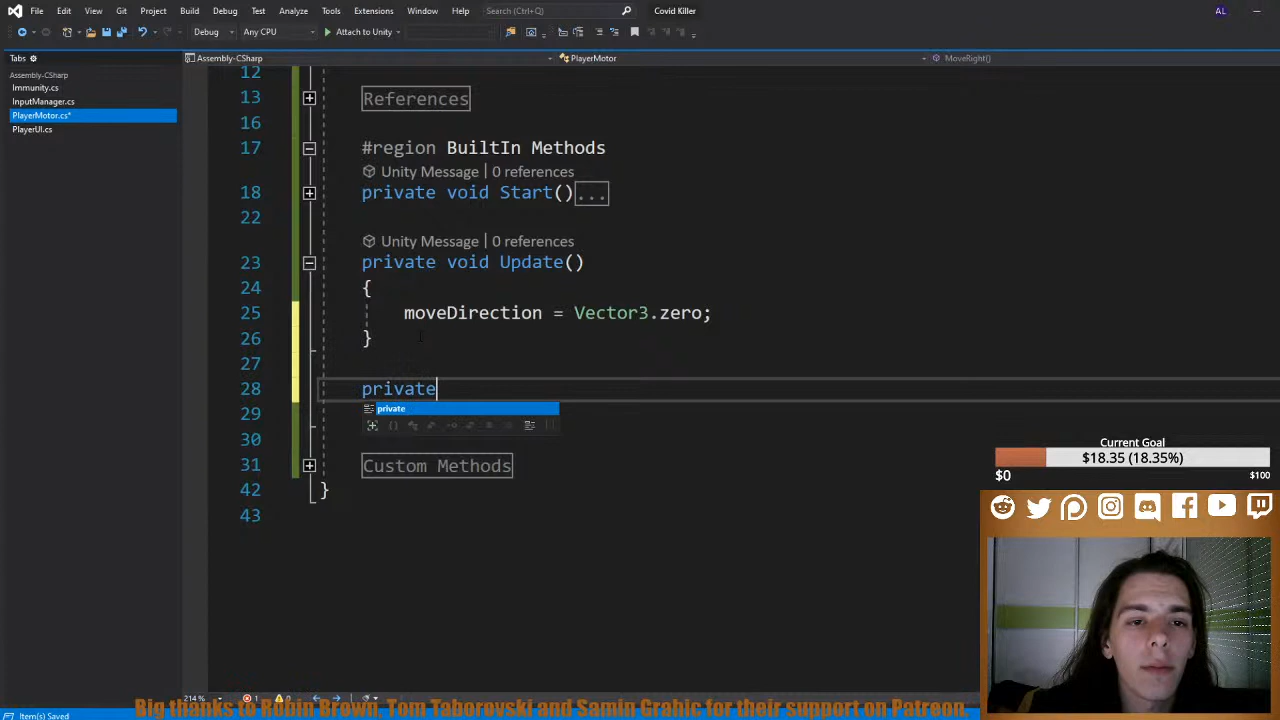 File Edit View Git Project Build Debug Test Analyze Tools Extensions Window Help Search (Ctrl+Q) Covid Killer AL
Debug Any CPU Attach to Unity
Tabs
Assembly-CSharp PlayerMotor MoveRight()
Assembly-CSharp
Immunity.cs
InputManager.cs
PlayerMotor.cs*
PlayerUI.cs
12
13 References
16
17 #region BuiltIn Methods
Unity Message | 0 references
18 private void Start()...
22
Unity Message | 0 references
23 private void Update()
24 {
25 moveDirection = Vector3.zero;
26 }
27
28 private
private
29
30
31 Custom Methods
42 }
43
Current Goal
$18.35 (18.35%)
$0 $100
214 % 1 0
Item(s) Saved
Big thanks to Robin Brown, Tom Taborovski and Samin Grahic for their support on Patreon.